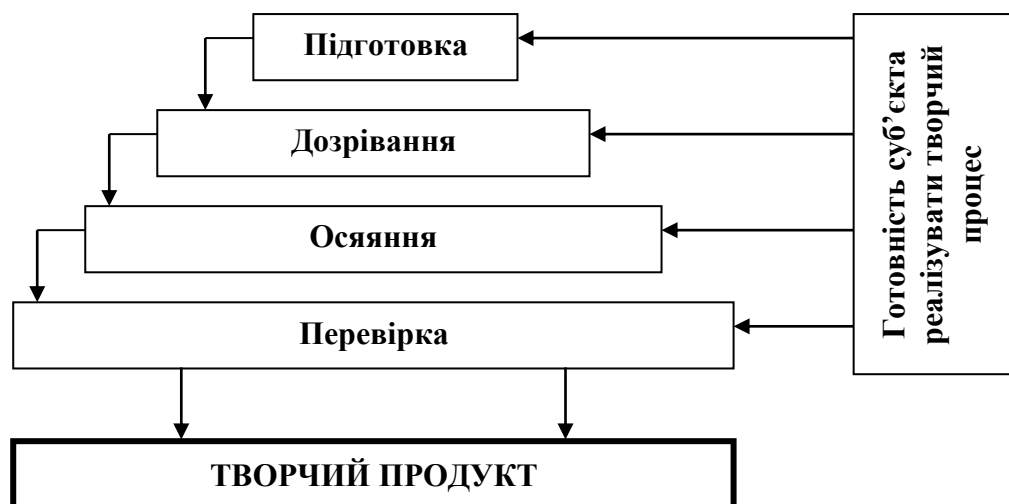 Підготовка
Дозрівання
Осяяння
Перевірка
ТВОРЧИЙ ПРОДУКТ
Готовність суб’єкта
реалізувати творчий
процес